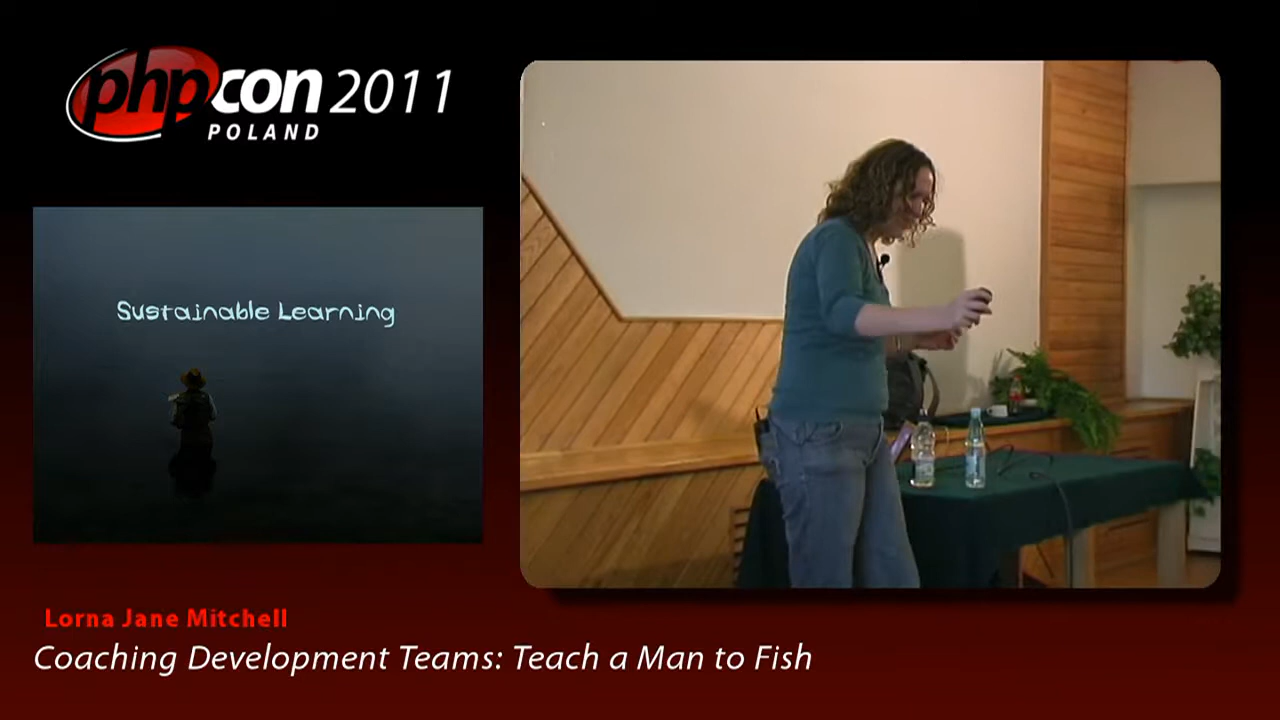 phpcon 2011
POLAND
Sustainable Learning
Lorna Jane Mitchell
Coaching Development Teams: Teach a Man to Fish